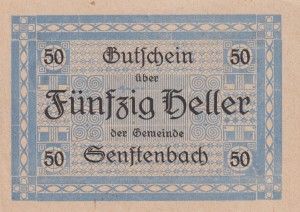 50 Gutschein 50
über
Fünfzig Heller
der Gemeinde
50 Senftenbach 50